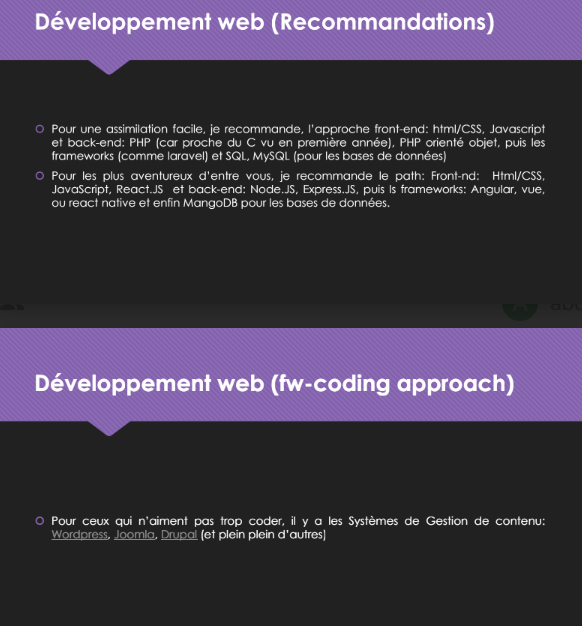 Développement web (Recommandations)
Pour une assimilation facile, je recommande, l'approche front-end: html/CSS, Javascript
et back-end: PHP (car proche du C vu en première année), PHP orienté objet, puis les
frameworks (comme laravel) et SQL, MySQL (pour les bases de données)
Pour les plus aventureux d'entre vous, je recommande le path: Front-nd: Html/CSS,
JavaScript, React.JS et back-end: Node.JS, Express.JS, puis ls frameworks: Angular, vue,
ou react native et enfin MangoDB pour les bases de données.
Développement web (fw-coding approach)
Pour ceux qui n'aiment pas trop coder, il y a les Systèmes de Gestion de contenu:
Wordpress, Joomla, Drupal (et plein plein d'autres)